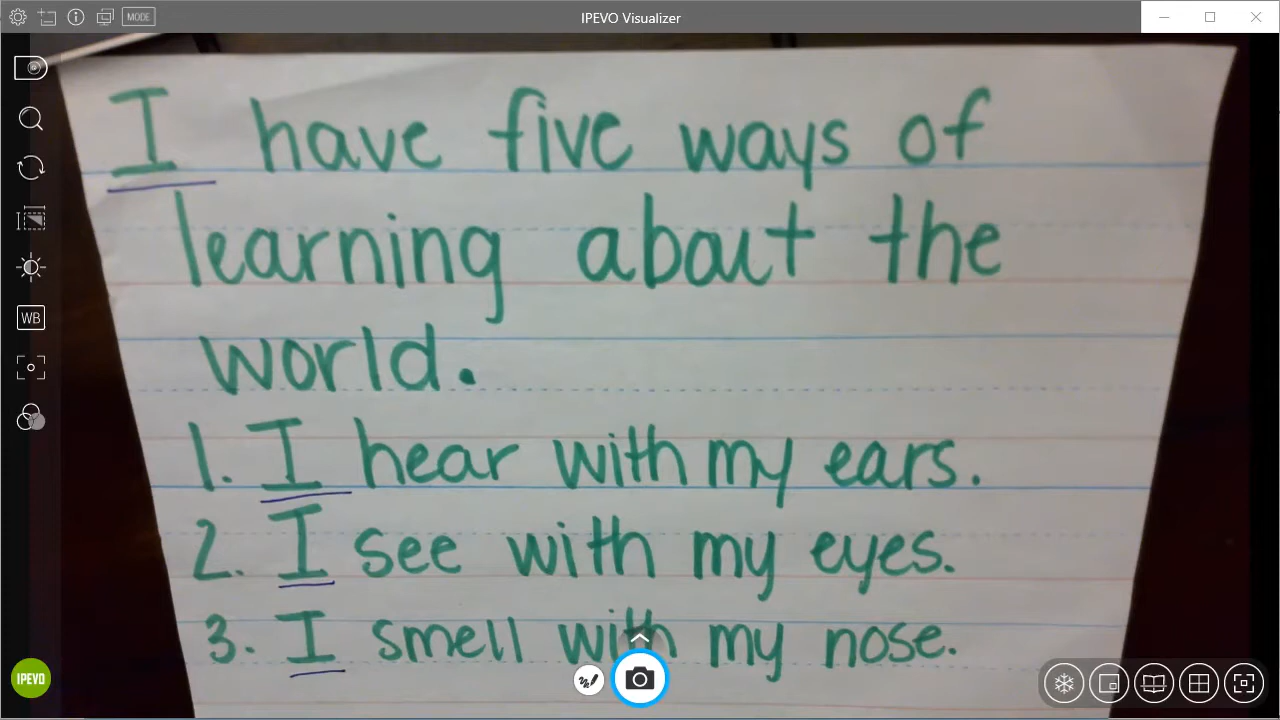 IPEVO Visualizer
MODE
WB
I have five ways of
learning about the
world.
1. I hear with my ears.
2. I see with my eyes.
3. I smell with my nose.
IPEVO